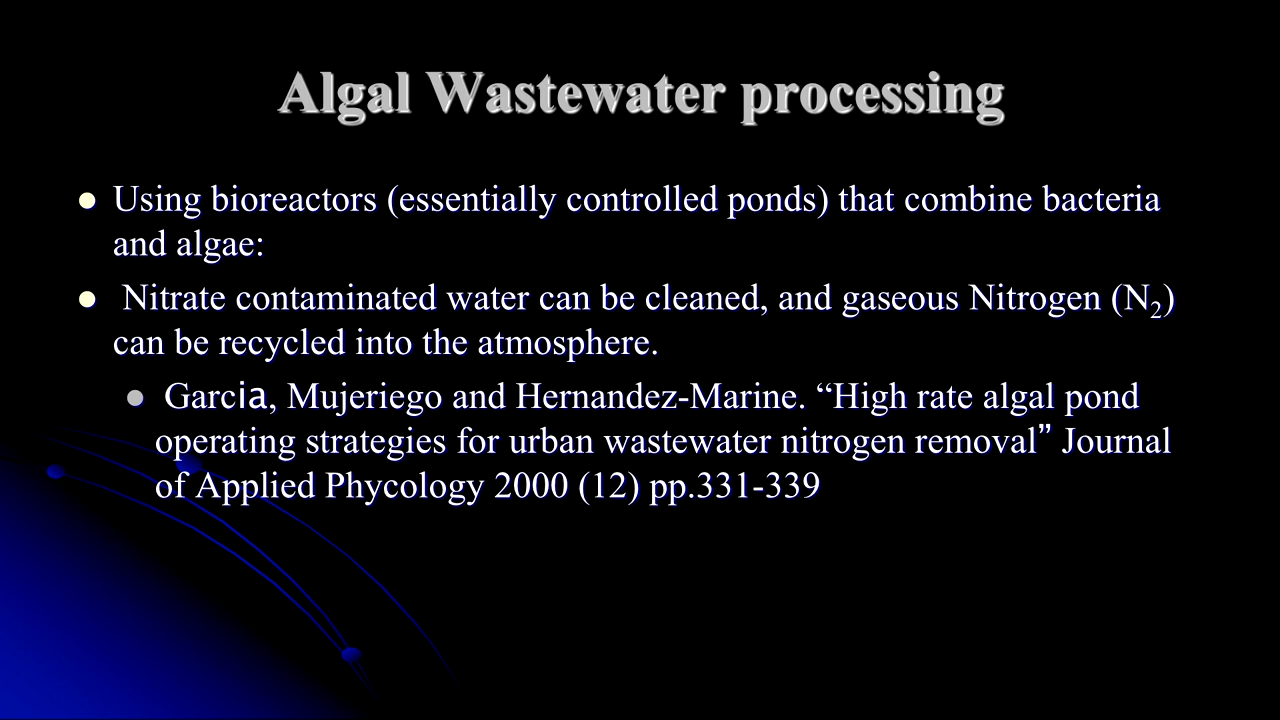 Algal Wastewater processing
Using bioreactors (essentially controlled ponds) that combine bacteria
and algae:
Nitrate contaminated water can be cleaned, and gaseous Nitrogen (N₂)
can be recycled into the atmosphere.
Garcia, Mujeriego and Hernandez-Marine. “High rate algal pond
operating strategies for urban wastewater nitrogen removal” Journal
of Applied Phycology 2000 (12) pp.331-339